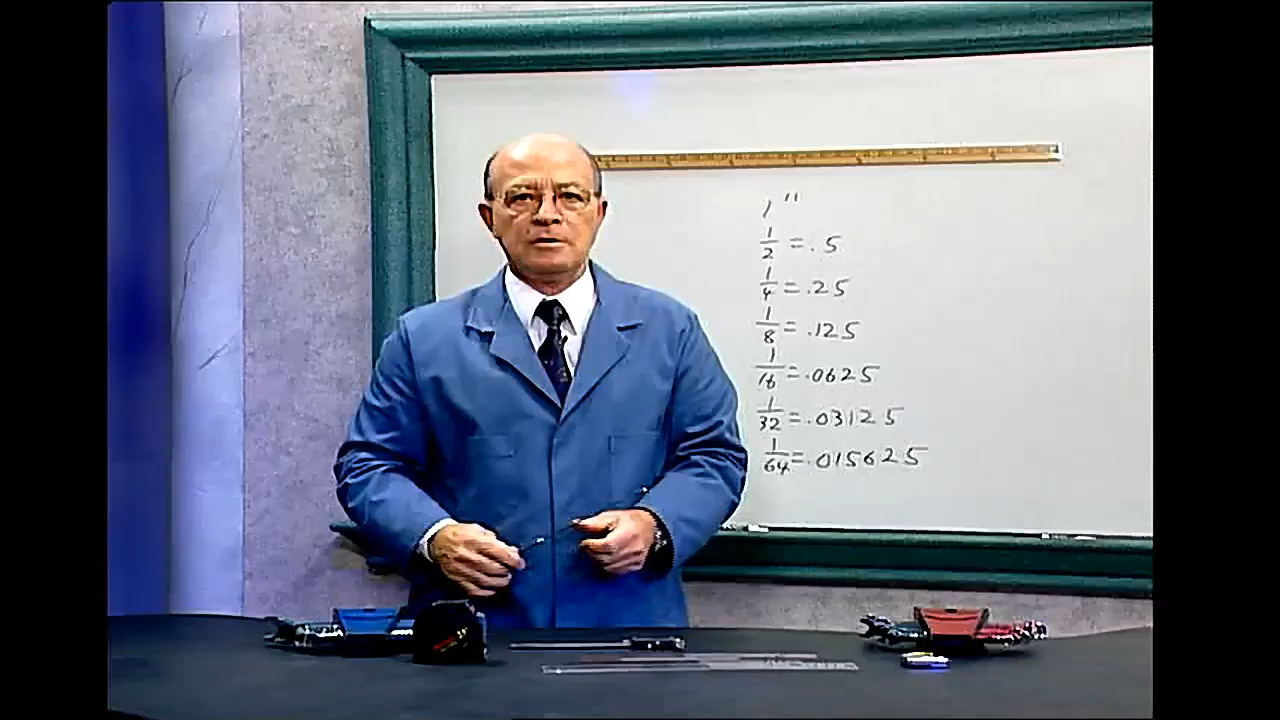 1"
1/2 = .5
1/4 = .25
1/8 = .125
1/16 = .0625
1/32 = .03125
1/64 = .015625